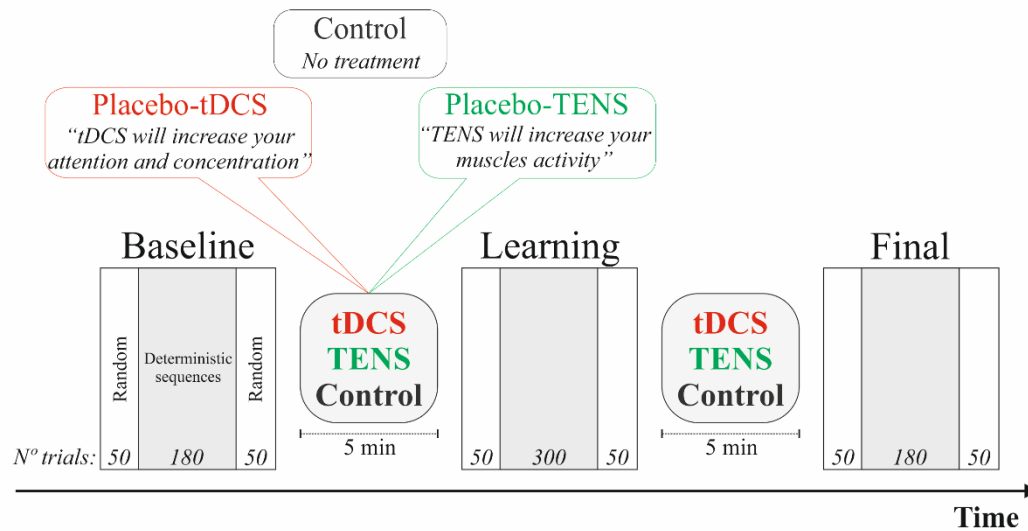 Control
No treatment
Placebo-tDCS
“tDCS will increase your
attention and concentration”
Placebo-TENS
“TENS will increase your
muscles activity”
Baseline
Learning
Final
Random
Deterministic
sequences
Random
tDCS
TENS
Control
tDCS
TENS
Control
5 min
5 min
Nº trials: 50 180 50 50 300 50 50 180 50
Time